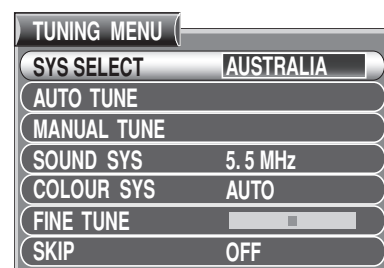 TUNING MENU
SYS SELECT AUSTRALIA
AUTO TUNE
MANUAL TUNE
SOUND SYS 5.5 MHz
COLOUR SYS AUTO
FINE TUNE
SKIP OFF